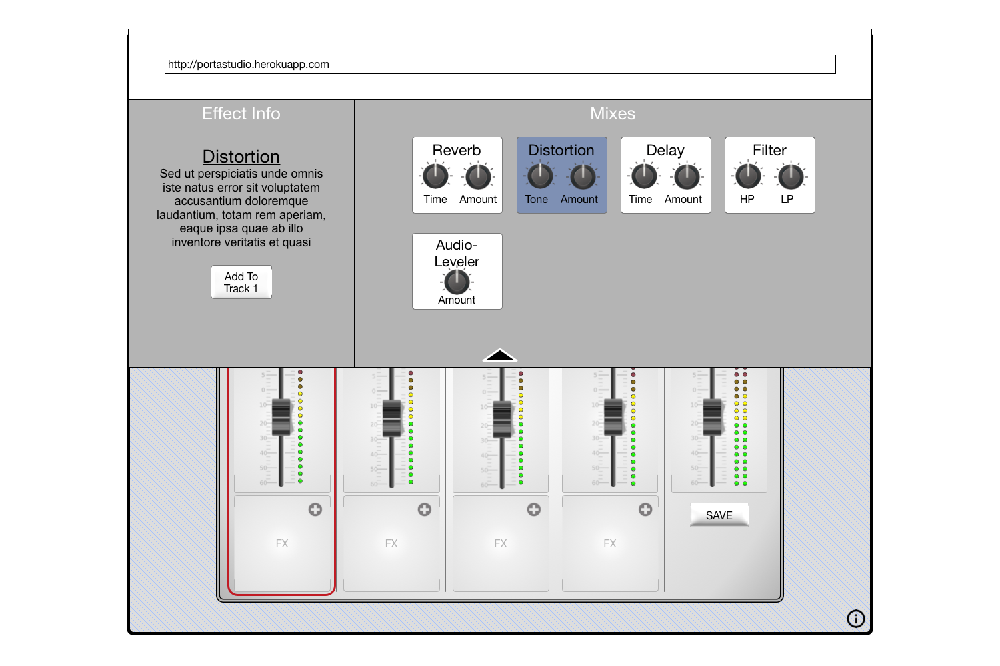 http://portastudio.herokuapp.com
Effect Info
Mixes
Distortion
Sed ut perspiciatis unde omnis
iste natus error sit voluptatem
accusantium doloremque
laudantium, totam rem aperiam,
eaque ipsa quae ab illo
inventore veritatis et quasi
Add To
Track 1
Reverb
Time Amount
Distortion
Tone Amount
Delay
Time Amount
Filter
HP LP
Audio-
Leveler
Amount
5 5 5 5 5
0 0 0 0 0
10 10 10 10 10
20 20 20 20 20
30 30 30 30 30
40 40 40 40 40
50 50 50 50 50
60 60 60 60 60
FX FX FX FX
SAVE